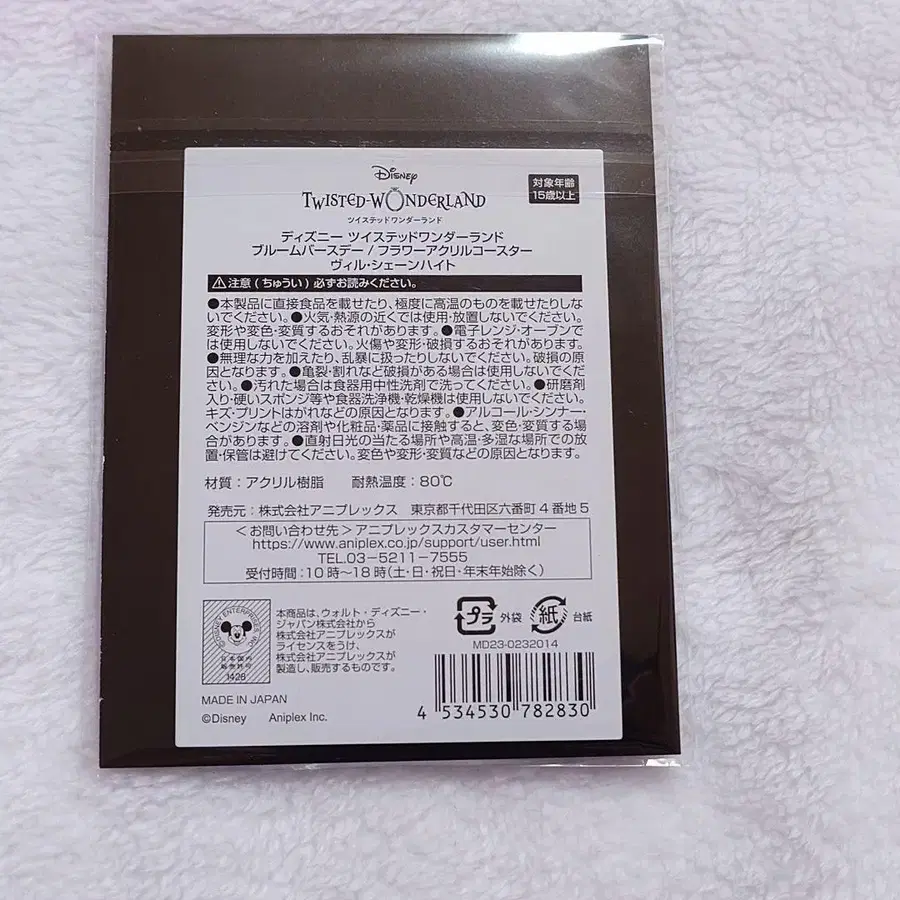 Disney
TWISTED-WONDERLAND
ツイステッドワンダーランド
対象年齢
15歳以上
ディズニー ツイステッドワンダーランド
ブルームバースデー / フラワーアクリルコースター
ヴィル・シェーンハイト
注意 (ちゅうい) 必ずお読みください。
●本製品に直接食品を載せたり、極度に高温のものを載せたりしな
いでください。●火気・熱源の近くでは使用・放置しないでください。
変形や変色・変質するおそれがあります。●電子レンジ・オーブンで
は使用しないでください。火傷や変形・破損するおそれがあります。
●無理な力を加えたり、乱暴に扱ったりしないでください。破損の原
因となります。●亀裂・割れなど破損がある場合は使用しないでくだ
さい。●汚れた場合は食器用中性洗剤で洗ってください。●研磨剤
入り・硬いスポンジ等や食器洗浄機・乾燥機は使用しないでください。
キズ・プリントはがれなどの原因となります。●アルコール・シンナー・
ベンジンなどの溶剤や化粧品・薬品に接触すると、変色・変質する場
合があります。●直射日光の当たる場所や高温・多湿な場所での放
置・保管は避けてください。変色や変形・変質などの原因となります。
材質：アクリル樹脂 耐熱温度：80℃
発売元：株式会社アニプレックス 東京都千代田区六番町4番地5
＜お問い合わせ先＞アニプレックスカスタマーセンター
https://www.aniplex.co.jp/support/user.html
TEL.03-5211-7555
受付時間：10時～18時(土・日・祝日・年末年始除く)
©DISNEY ENTERPRISES, INC.
日本国内
販売許可
1428
本商品は、ウォルト・ディズニー・
ジャパン株式会社から
株式会社アニプレックスが
ライセンスをうけ、
株式会社アニプレックスが
製造し、販売するものです。
プラ 外袋 紙 台紙
MD23-0232014
MADE IN JAPAN
©Disney Aniplex Inc.
4 534530 782830